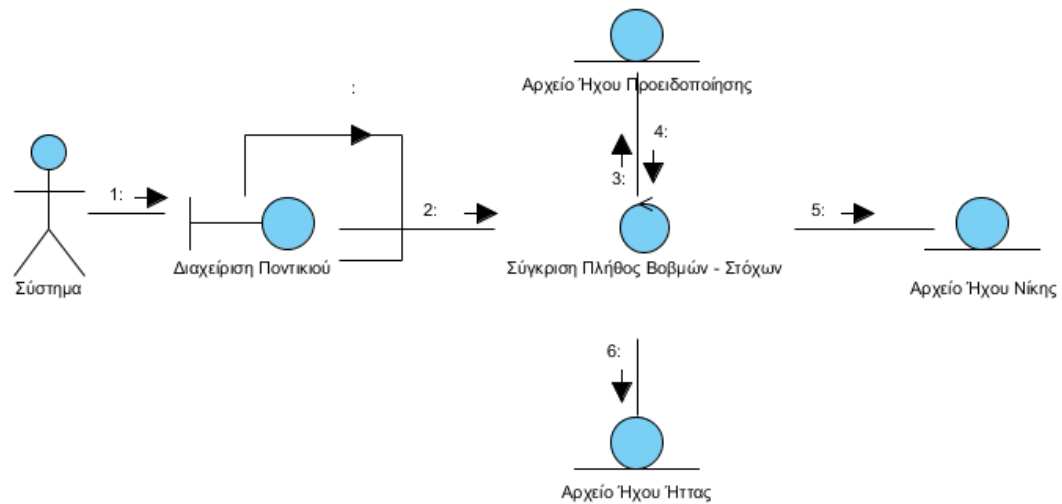 Αρχείο Ήχου Προειδοποίησης
:
4:
1:
3:
2:
5:
Διαχείριση Ποντικιού
Σύγκριση Πλήθος Βοβμών - Στόχων
Σύστημα
Αρχείο Ήχου Νίκης
6:
Αρχείο Ήχου Ήττας